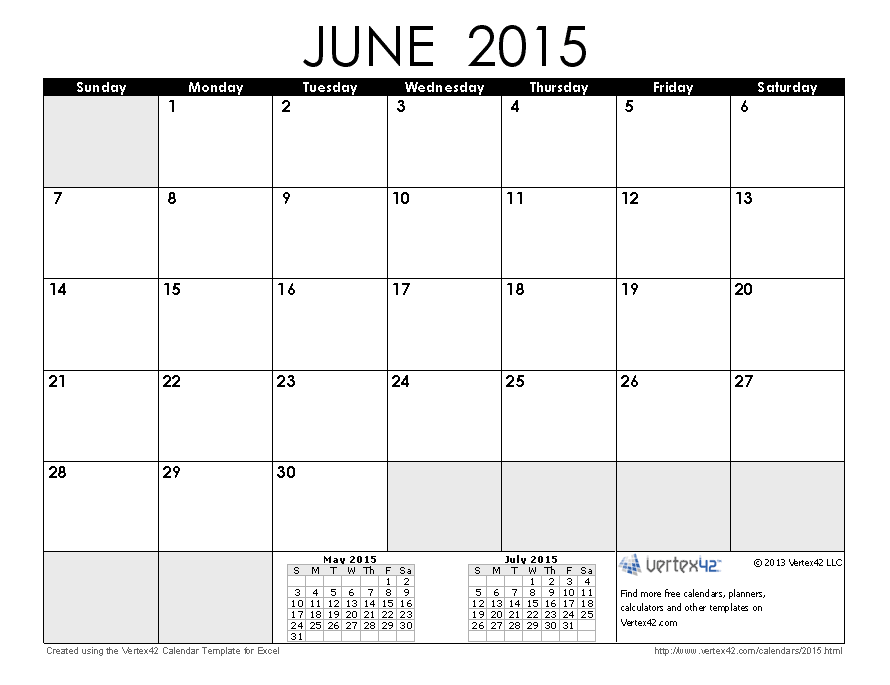 JUNE 2015
Sunday Monday Tuesday Wednesday Thursday Friday Saturday
1 2 3 4 5 6
7 8 9 10 11 12 13
14 15 16 17 18 19 20
21 22 23 24 25 26 27
28 29 30
May 2015
S M T W Th F Sa
1 2
3 4 5 6 7 8 9
10 11 12 13 14 15 16
17 18 19 20 21 22 23
24 25 26 27 28 29 30
31
July 2015
S M T W Th F Sa
1 2 3 4
5 6 7 8 9 10 11
12 13 14 15 16 17 18
19 20 21 22 23 24 25
26 27 28 29 30 31
vertex42 © 2013 Vertex42 LLC
Find more free calendars, planners,
calculators and other templates on
Vertex42.com
Created using the Vertex42 Calendar Template for Excel
http://www.vertex42.com/calendars/2015.html